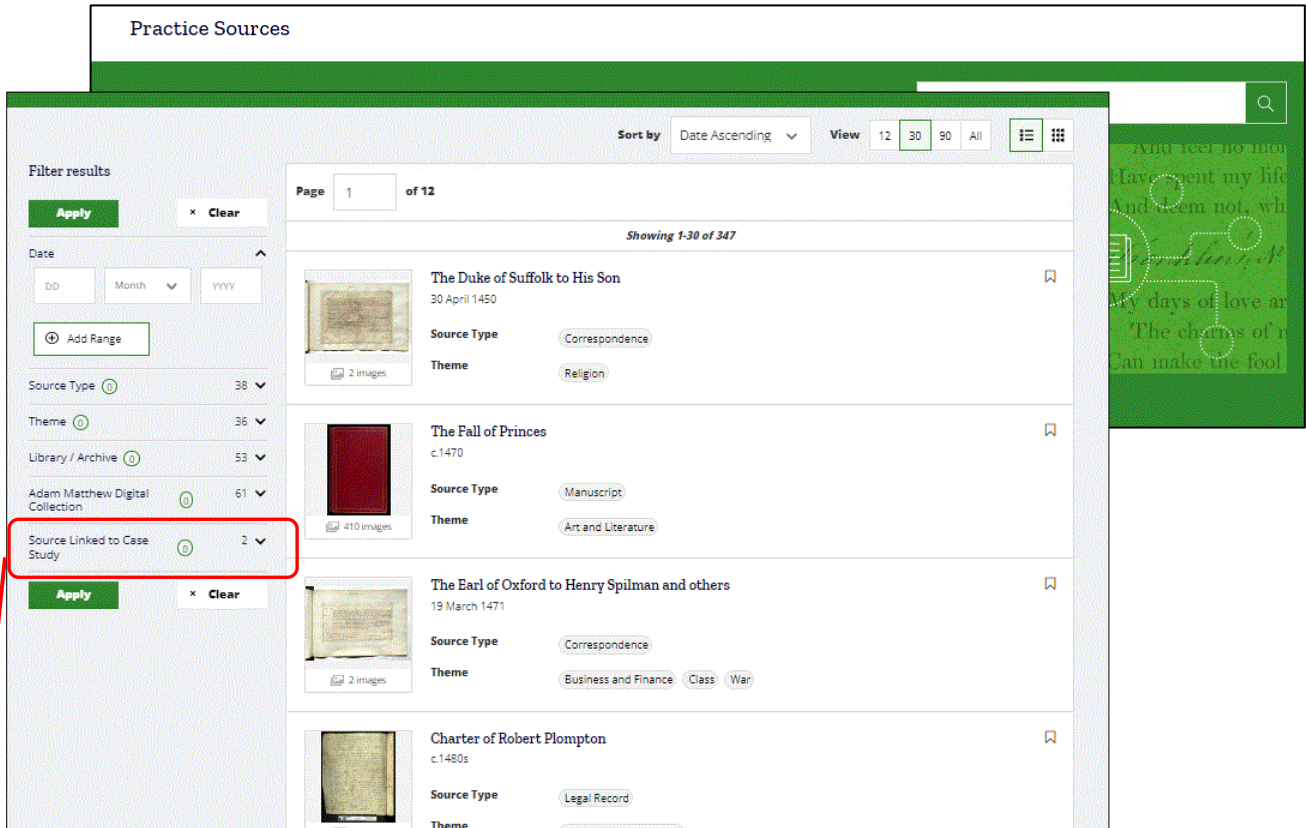 Practice Sources
Sort by Date Ascending View 12 30 90 All
Filter results
Apply × Clear
Date
DD Month YYYY
Add Range
Source Type 0 38
Theme 0 36
Library / Archive 0 53
Adam Matthew Digital
Collection 0 61
Source Linked to Case
Study 0 2
Apply × Clear
Page 1 of 12
Showing 1-30 of 347
The Duke of Suffolk to His Son
30 April 1450
Source Type Correspondence
Theme Religion
2 images
The Fall of Princes
c.1470
Source Type Manuscript
Theme Art and Literature
410 images
The Earl of Oxford to Henry Spilman and others
19 March 1471
Source Type Correspondence
Theme Business and Finance Class War
2 images
Charter of Robert Plompton
c.1480s
Source Type Legal Record
Theme
And feel no mor
Have spent my life
And deem not, wh
My days of love ar
The charms of
Can make the fool